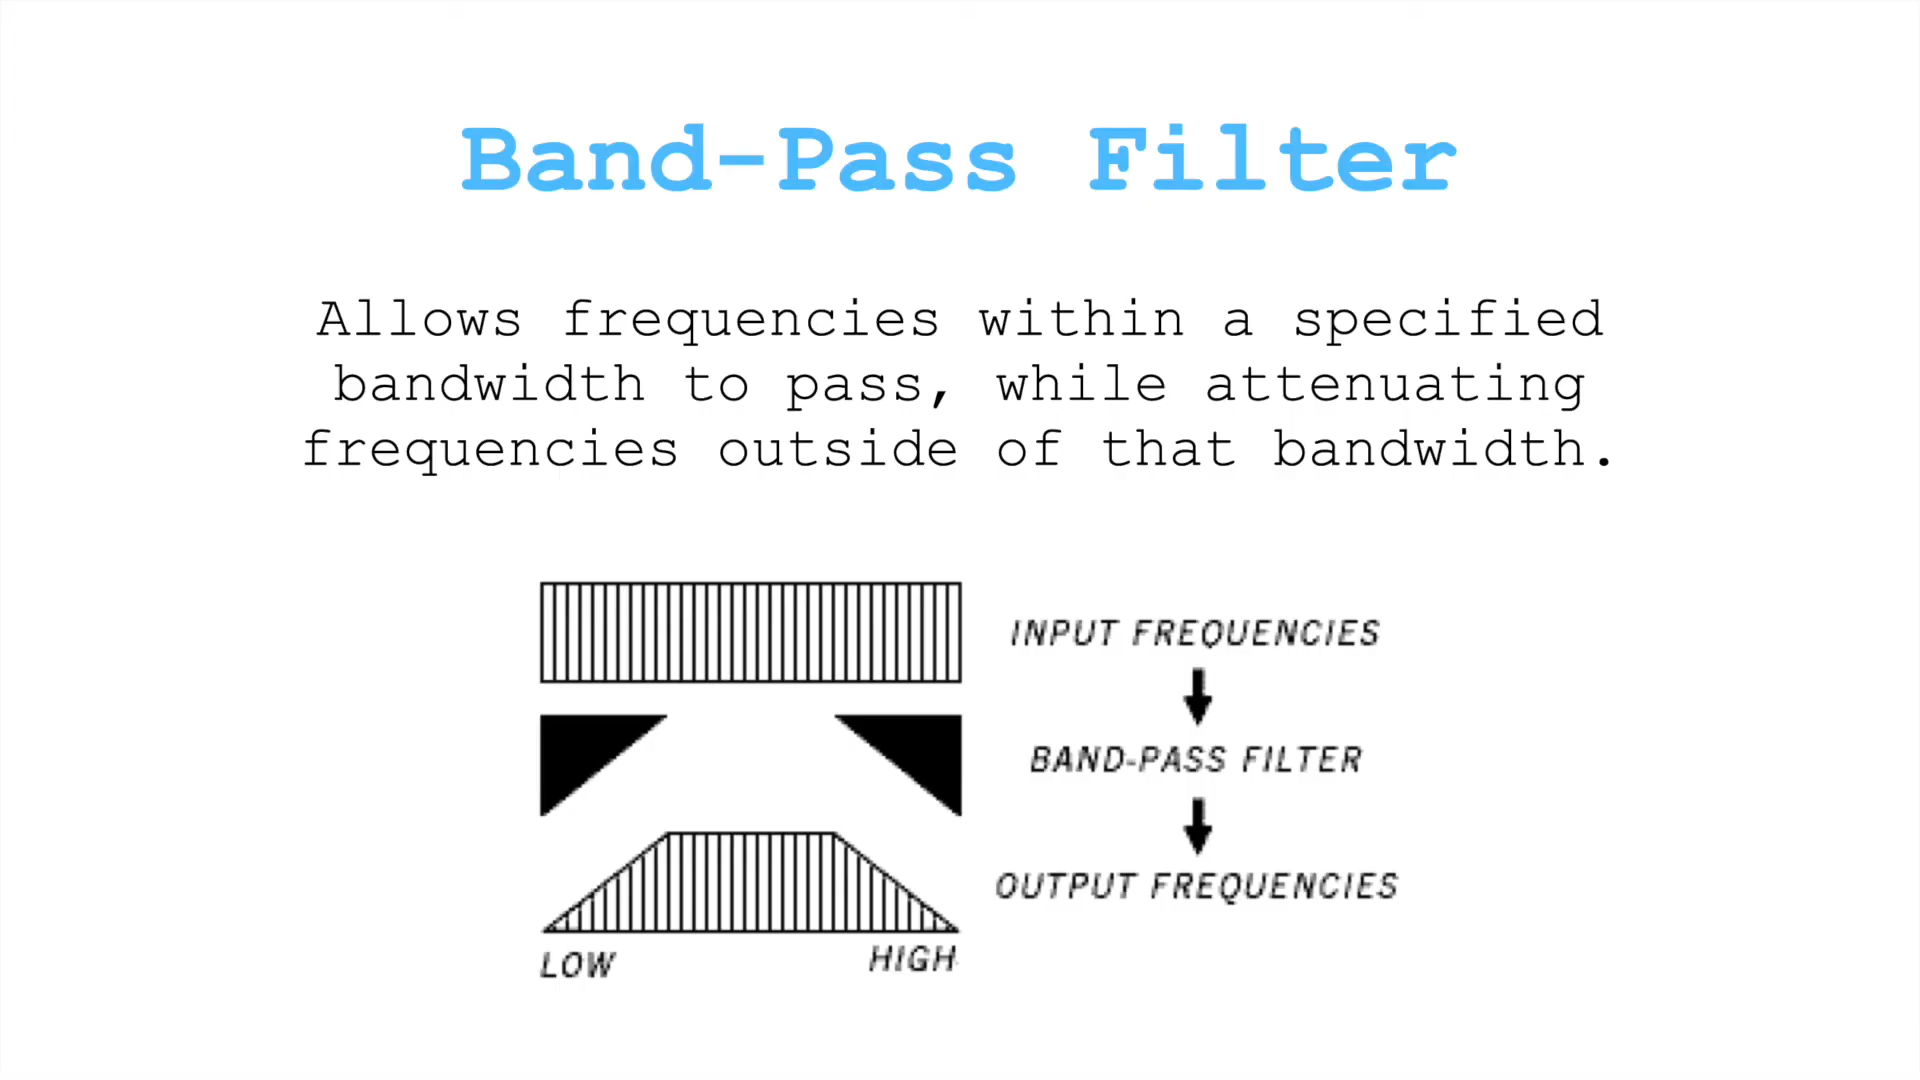 Band-Pass Filter
Allows frequencies within a specified
bandwidth to pass, while attenuating
frequencies outside of that bandwidth.
INPUT FREQUENCIES
BAND-PASS FILTER
OUTPUT FREQUENCIES
LOW
HIGH